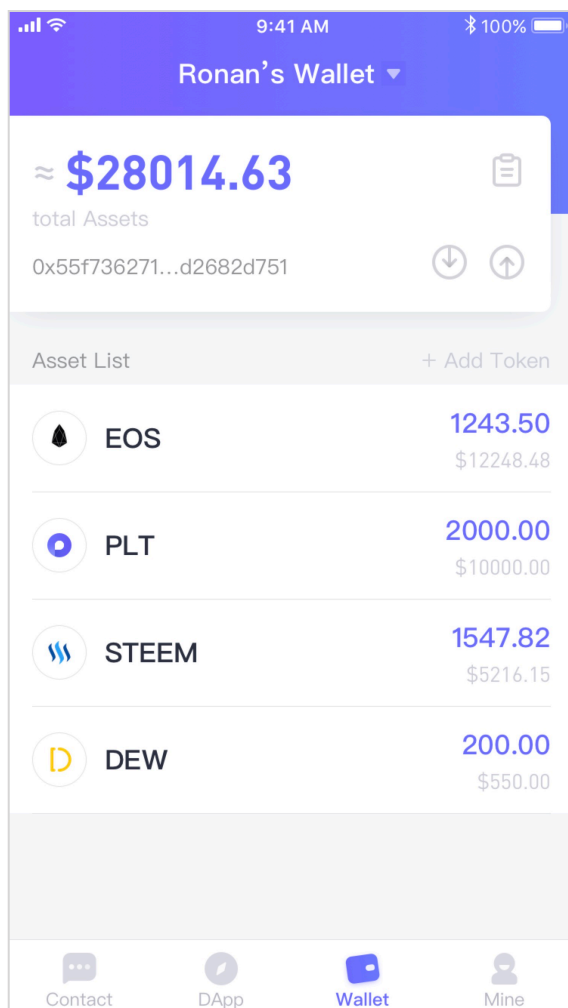 9:41 AM
100%
Ronan's Wallet
≈ $28014.63
total Assets
0x55f736271...d2682d751
Asset List
+ Add Token
EOS
1243.50
$12248.48
PLT
2000.00
$10000.00
STEEM
1547.82
$5216.15
DEW
200.00
$550.00
Contact
DApp
Wallet
Mine